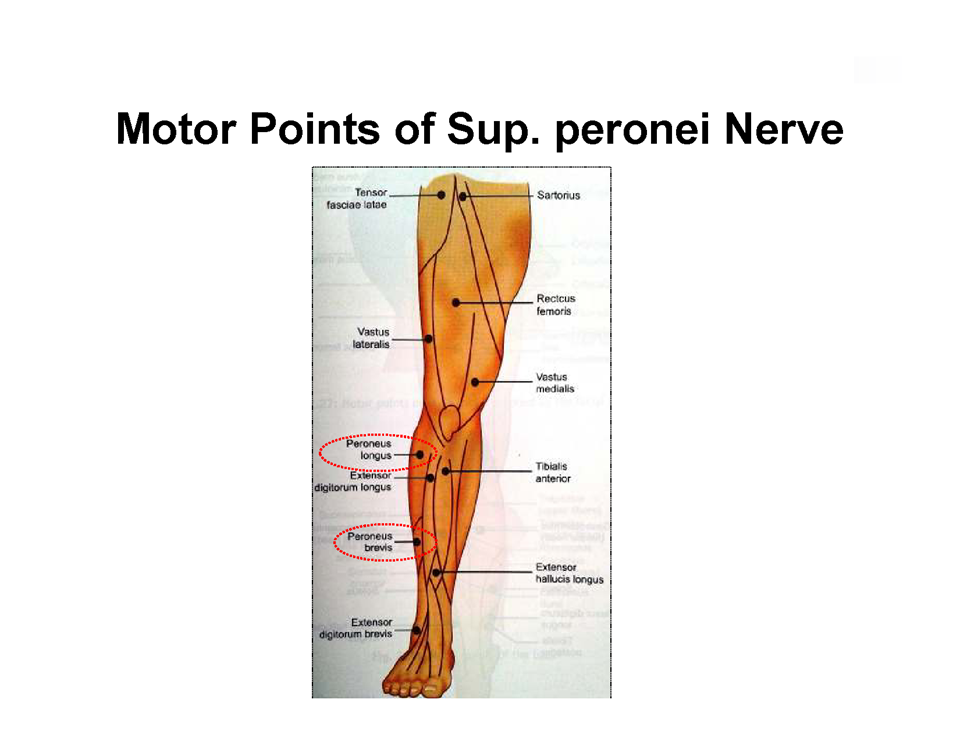 Motor Points of Sup. peronei Nerve
Tensor
fasciae latae
Sartorius
Rectcus
femoris
Vastus
lateralis
Vastus
medialis
Peroneus
longus
Tibialis
anterior
Extensor
digitorum longus
Peroneus
brevis
Extensor
hallucis longus
Extensor
digitorum brevis